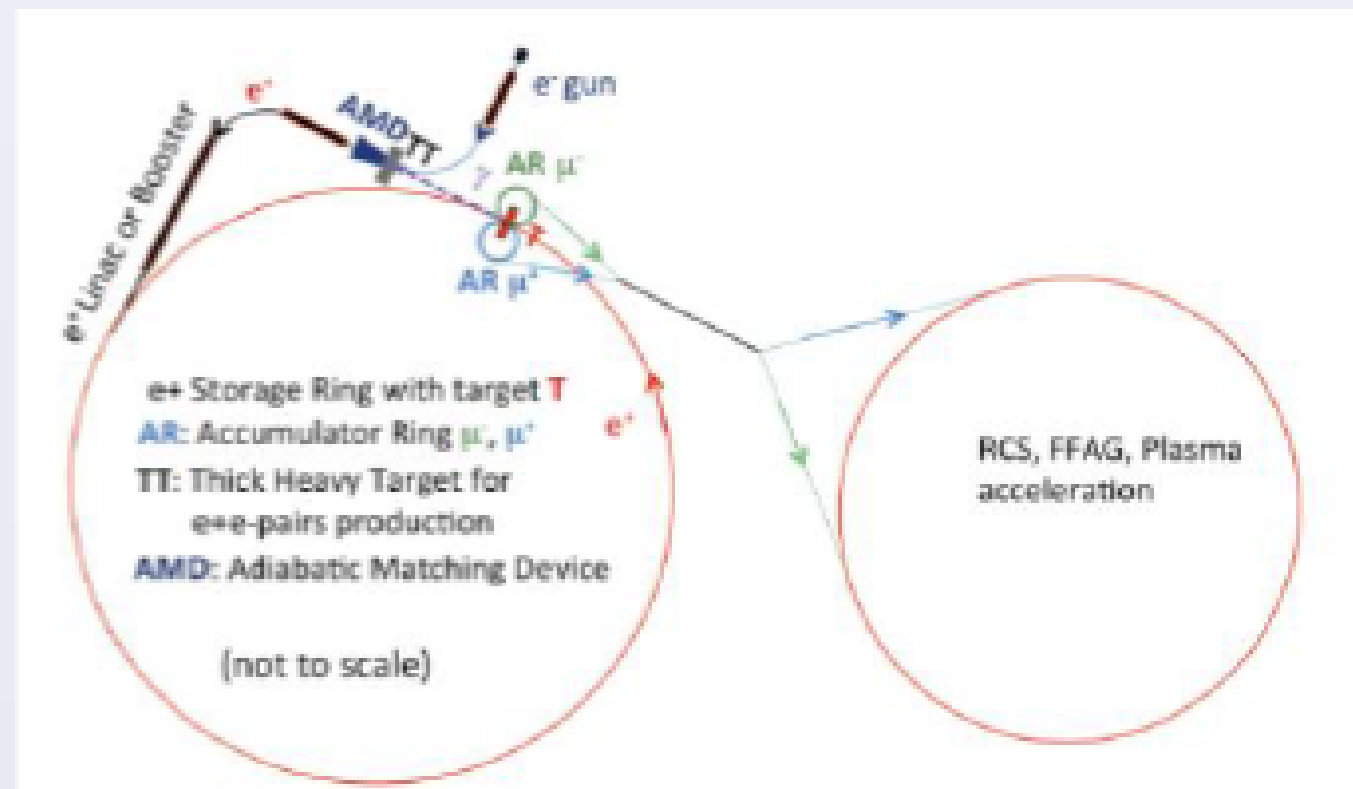 e⁺
AMD
TT
e⁻ gun
AR μ⁻
γ
e⁺ Linac or Booster
AR μ⁺
e+ Storage Ring with target T
AR: Accumulator Ring μ⁻, μ⁺
e⁺
TT: Thick Heavy Target for
e+e-pairs production
AMD: Adiabatic Matching Device
(not to scale)
RCS, FFAG, Plasma
acceleration